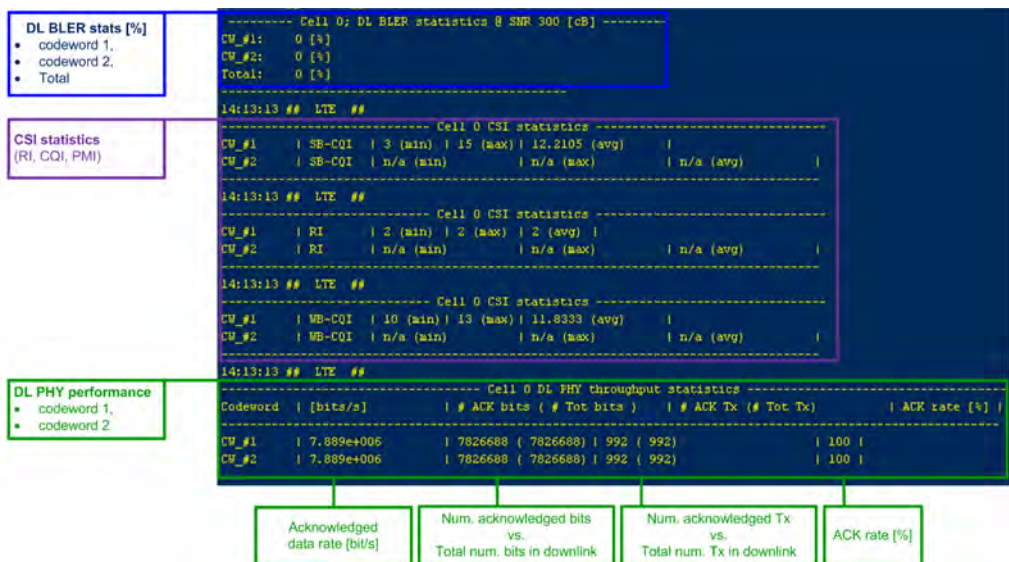 DL BLER stats [%]
• codeword 1,
• codeword 2,
• Total
---------- Cell 0; DL BLER statistics @ SNR 300 [cB] ----------
CW_#1: 0 [%]
CW_#2: 0 [%]
Total: 0 [%]
14:13:13 ## LTE ##
CSI statistics
(RI, CQI, PMI)
---------- Cell 0 CSI statistics ----------
CW_#1 | SB-CQI | 3 (min) | 15 (max)| 12.2105 (avg) |
CW_#2 | SB-CQI | n/a (min) | n/a (max) | n/a (avg) |
14:13:13 ## LTE ##
---------- Cell 0 CSI statistics ----------
CW_#1 | RI | 2 (min) | 2 (max) | 2 (avg) |
CW_#2 | RI | n/a (min) | n/a (max) | n/a (avg) |
14:13:13 ## LTE ##
---------- Cell 0 CSI statistics ----------
CW_#1 | WB-CQI | 10 (min)| 13 (max)| 11.8333 (avg) |
CW_#2 | WB-CQI | n/a (min) | n/a (max) | n/a (avg) |
14:13:13 ## LTE ##
DL PHY performance
• codeword 1,
• codeword 2
---------- Cell 0 DL PHY throughput statistics ----------
Codeword | [bits/s] | # ACK bits ( # Tot bits ) | # ACK Tx (# Tot Tx) | ACK rate [%] |
CW_#1 | 7.889e+006 | 7826688 ( 7826688) | 992 ( 992) | 100 |
CW_#2 | 7.889e+006 | 7826688 ( 7826688) | 992 ( 992) | 100 |
Acknowledged
data rate [bit/s]
Num. acknowledged bits
vs.
Total num. bits in downlink
Num. acknowledged Tx
vs.
Total num. Tx in downlink
ACK rate [%]